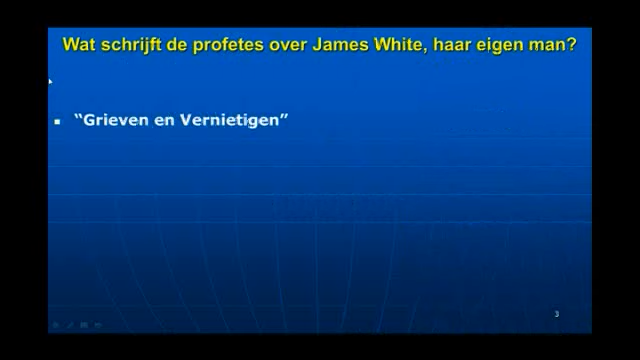 Wat schrijft de profetes over James White, haar eigen man?
▪ “Grieven en Vernietigen”
3